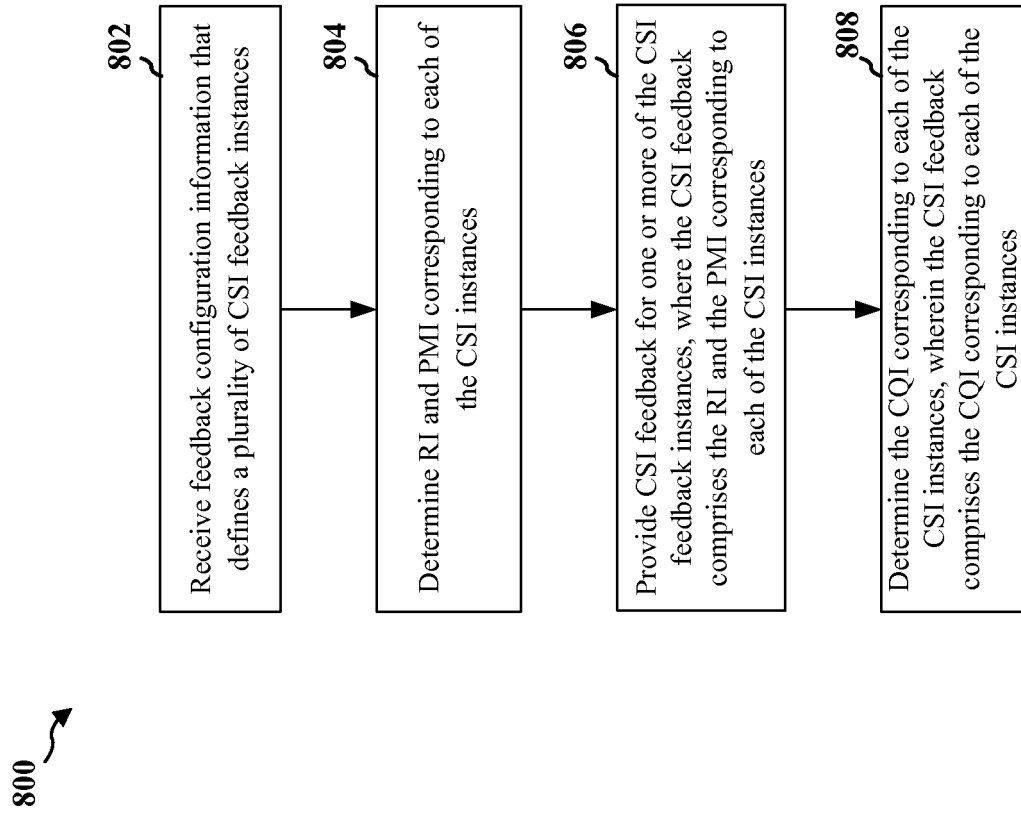 800
802
Receive feedback configuration information that
defines a plurality of CSI feedback instances
804
Determine RI and PMI corresponding to each of
the CSI instances
806
Provide CSI feedback for one or more of the CSI
feedback instances, where the CSI feedback
comprises the RI and the PMI corresponding to
each of the CSI instances
808
Determine the CQI corresponding to each of the
CSI instances, wherein the CSI feedback
comprises the CQI corresponding to each of the
CSI instances